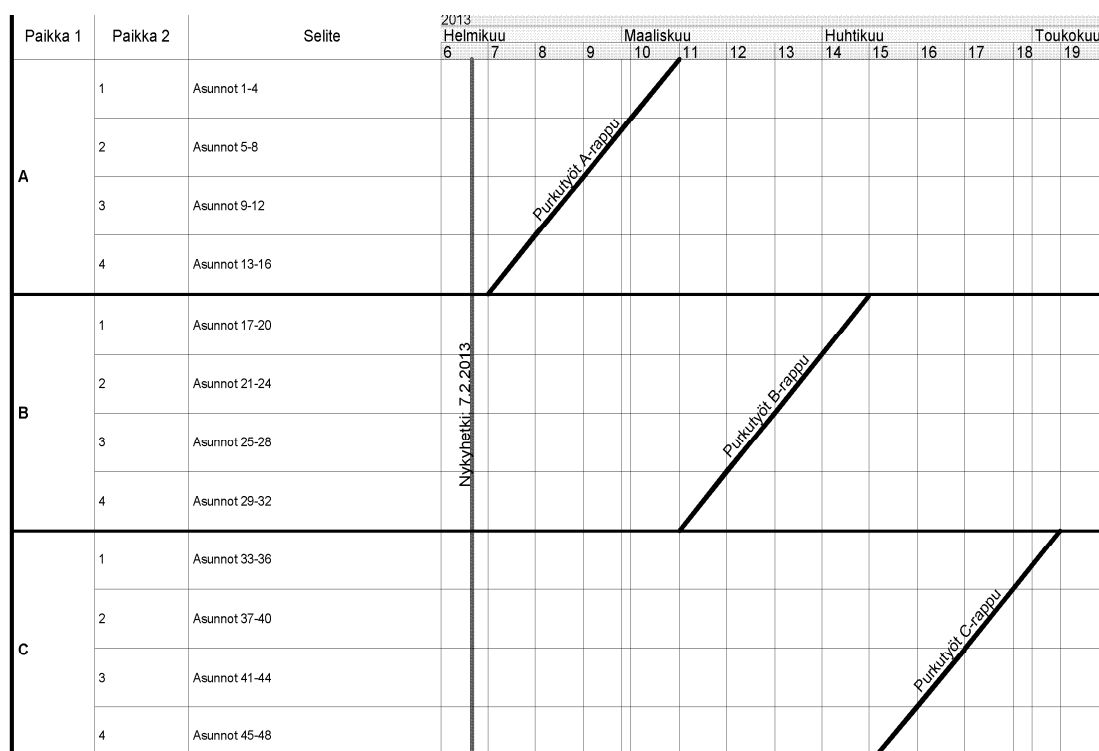 2013
Paikka 1 Paikka 2 Selite Helmikuu Maaliskuu Huhtikuu Toukokuu
6 7 8 9 10 11 12 13 14 15 16 17 18 19
A
1 Asunnot 1-4
2 Asunnot 5-8
3 Asunnot 9-12
4 Asunnot 13-16
Purkutyöt A-rappu
Nykyhetki: 7.2.2013
B
1 Asunnot 17-20
2 Asunnot 21-24
3 Asunnot 25-28
4 Asunnot 29-32
Purkutyöt B-rappu
C
1 Asunnot 33-36
2 Asunnot 37-40
3 Asunnot 41-44
4 Asunnot 45-48
Purkutyöt C-rappu